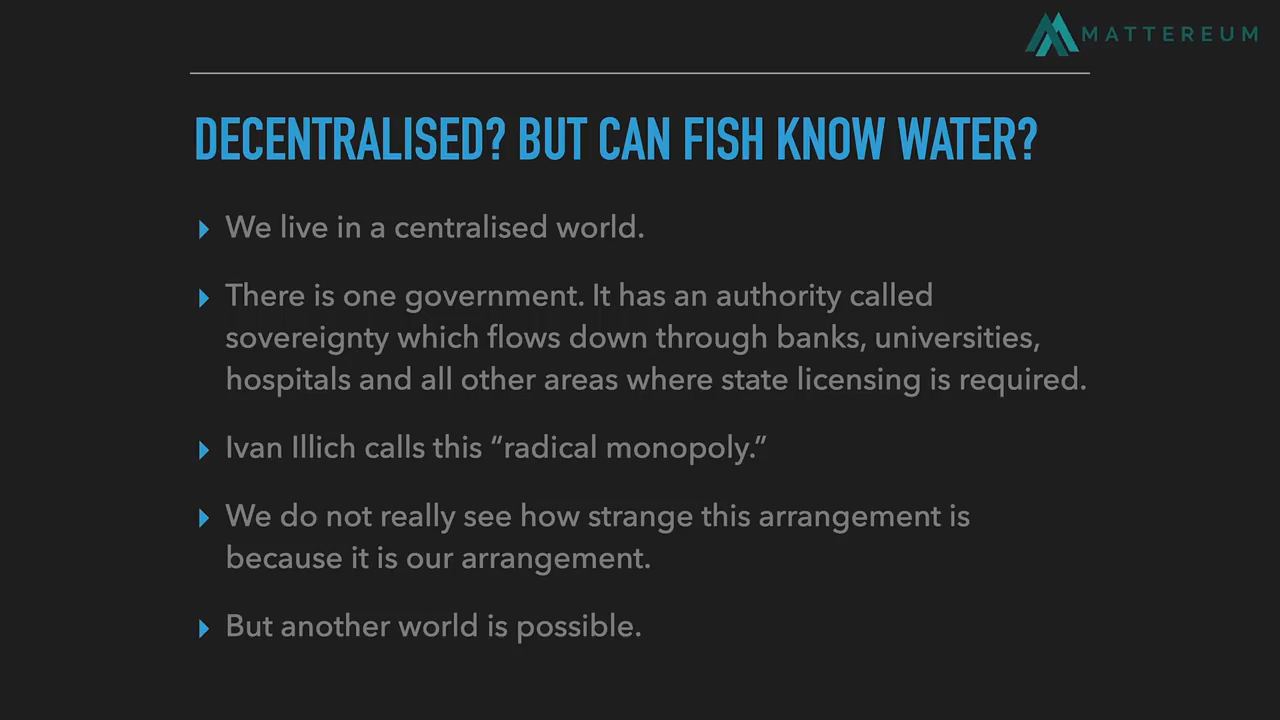 MATTEREUM
DECENTRALISED? BUT CAN FISH KNOW WATER?
We live in a centralised world.
There is one government. It has an authority called
sovereignty which flows down through banks, universities,
hospitals and all other areas where state licensing is required.
Ivan Illich calls this “radical monopoly.”
We do not really see how strange this arrangement is
because it is our arrangement.
But another world is possible.